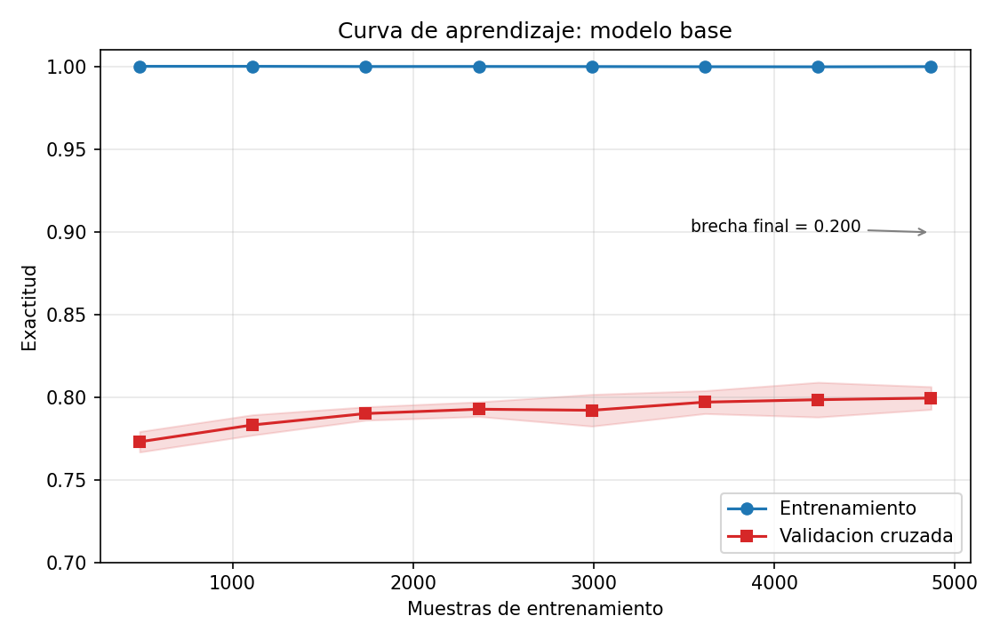 Curva de aprendizaje: modelo base
Exactitud
1.00
0.95
0.90
0.85
0.80
0.75
0.70
brecha final = 0.200
Entrenamiento
Validacion cruzada
1000 2000 3000 4000 5000
Muestras de entrenamiento